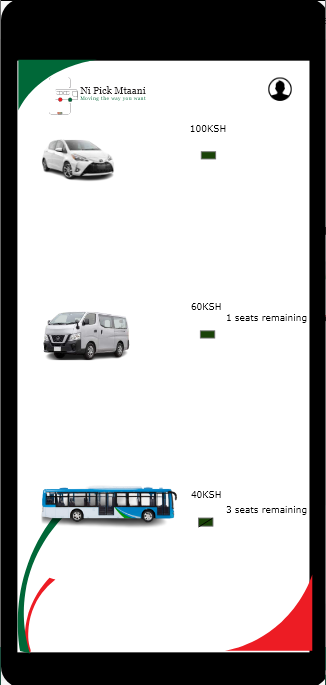 Ni Pick Mtaani
Moving the way you want
100KSH
60KSH
1 seats remaining
40KSH
3 seats remaining